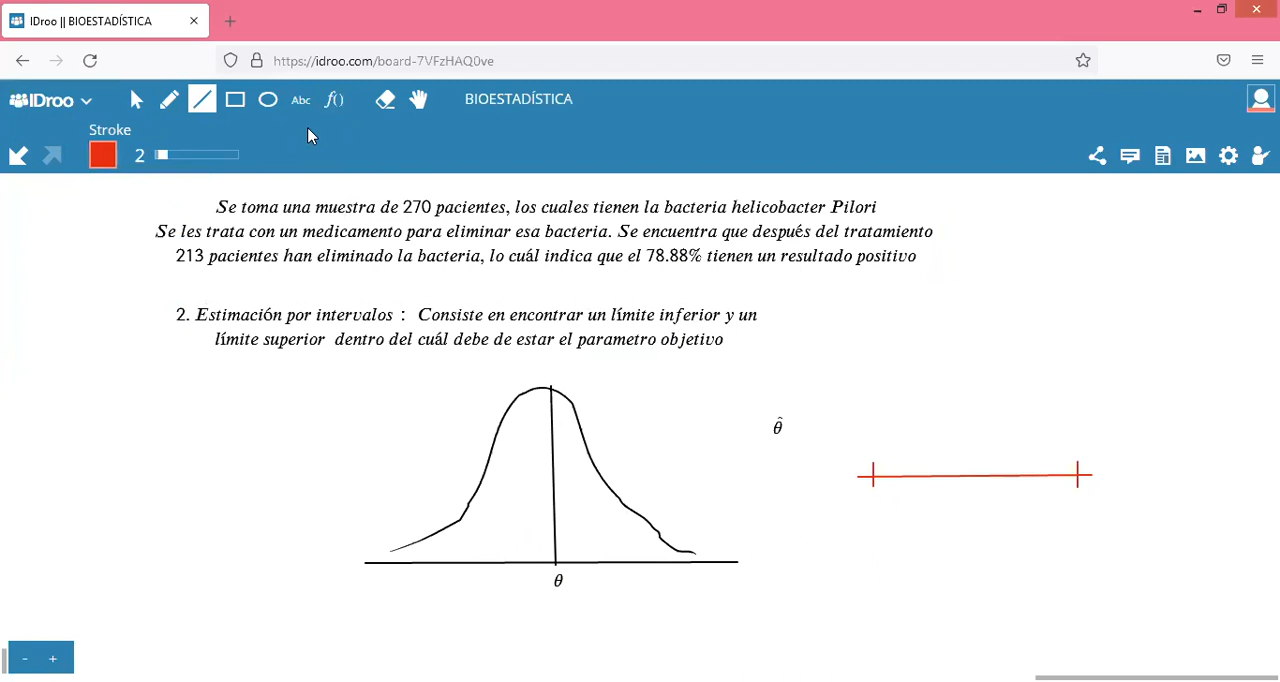 IDroo || BIOESTADÍSTICA
https://idroo.com/board-7VFzHAQ0ve
IDroo
Abc
f()
BIOESTADÍSTICA
Stroke
2
Se toma una muestra de 270 pacientes, los cuales tienen la bacteria helicobacter Pilori
Se les trata con un medicamento para eliminar esa bacteria. Se encuentra que después del tratamiento
213 pacientes han eliminado la bacteria, lo cuál indica que el 78.88% tienen un resultado positivo
2. Estimación por intervalos : Consiste en encontrar un límite inferior y un
límite superior dentro del cuál debe de estar el parametro objetivo
θ̂
θ
- +